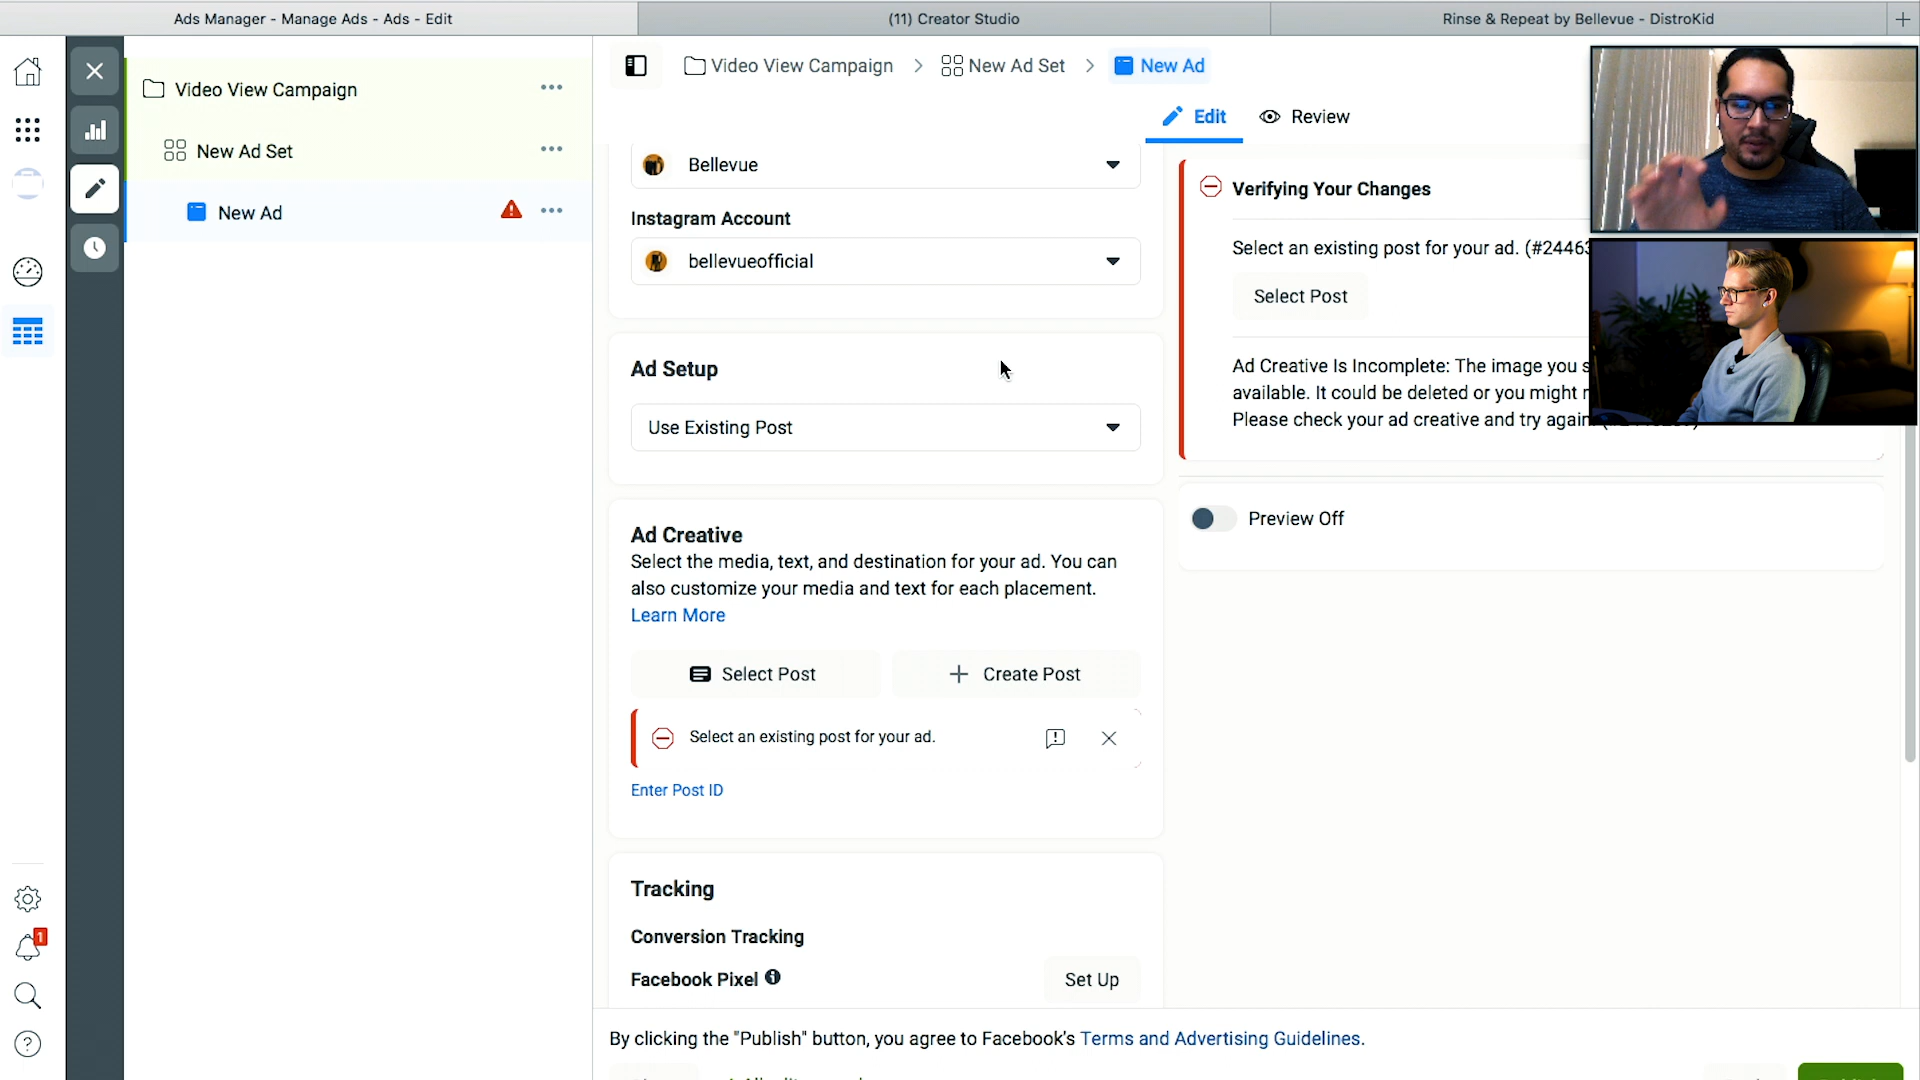 Ads Manager - Manage Ads - Ads - Edit
(11) Creator Studio
Rinse & Repeat by Bellevue - DistroKid
Video View Campaign
New Ad Set
New Ad
Video View Campaign
New Ad Set
New Ad
Edit
Review
Bellevue
Instagram Account
bellevueofficial
Ad Setup
Use Existing Post
Ad Creative
Select the media, text, and destination for your ad. You can
also customize your media and text for each placement.
Learn More
Select Post
Create Post
Select an existing post for your ad.
Enter Post ID
Tracking
Conversion Tracking
Facebook Pixel
Set Up
Verifying Your Changes
Select an existing post for your ad. (#24463
Select Post
Ad Creative Is Incomplete: The image you s
available. It could be deleted or you might
Please check your ad creative and try again.
Preview Off
1
By clicking the "Publish" button, you agree to Facebook's Terms and Advertising Guidelines.